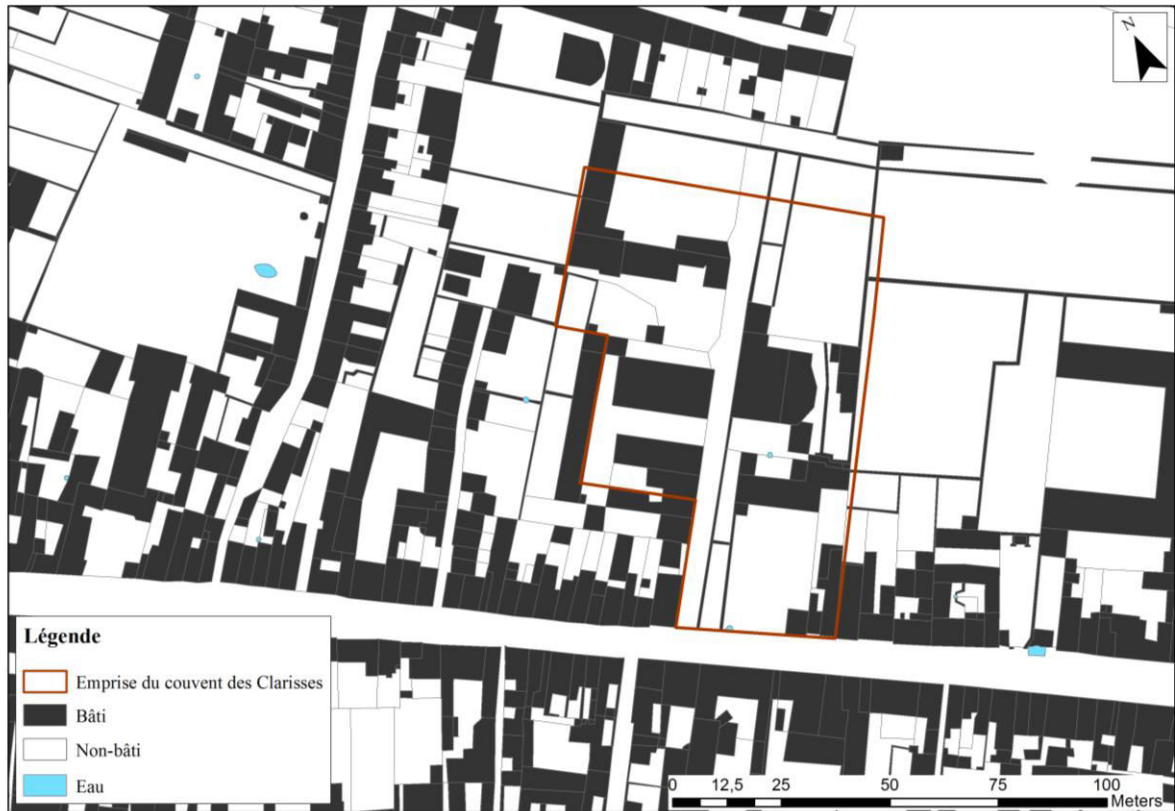 N
Légende
Emprise du couvent des Clarisses
Bâti
Non-bâti
Eau
0 12,5 25 50 75 100
Meters